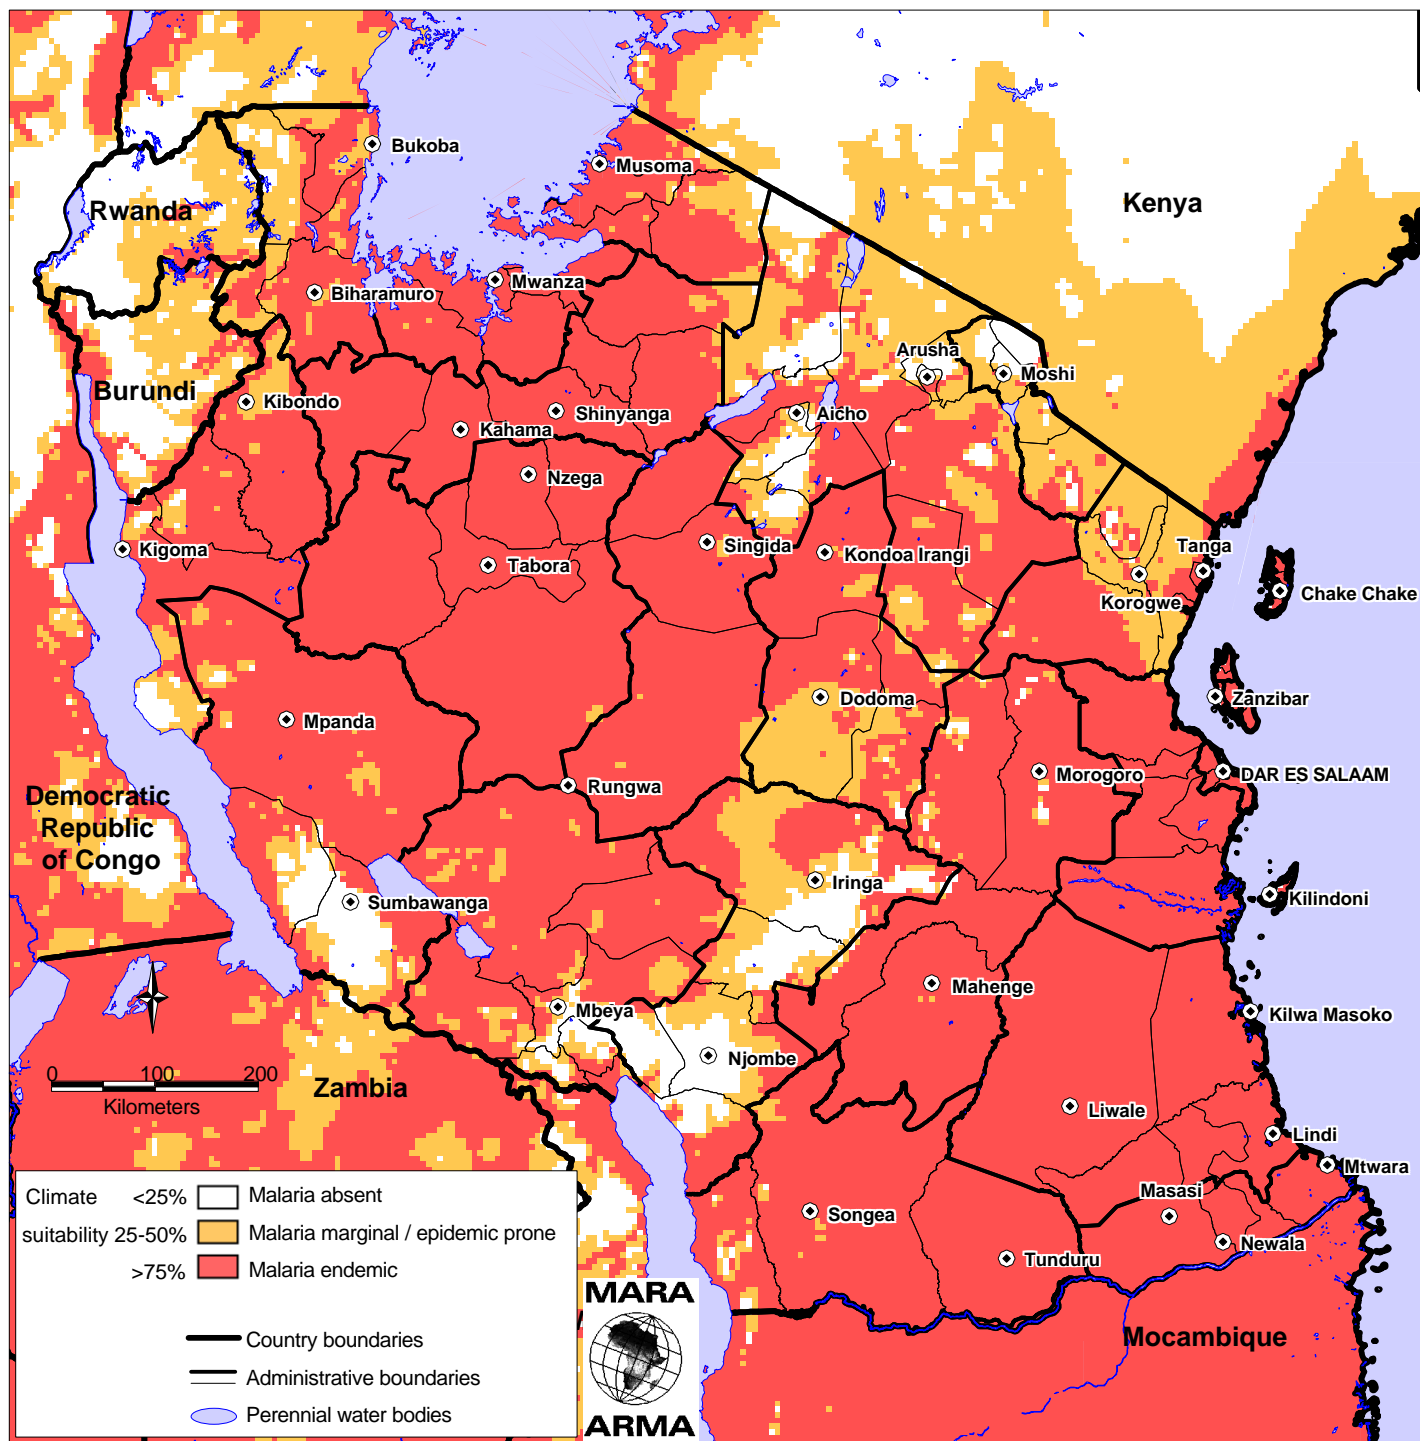 Bukoba
Musoma
Rwanda
Kenya
Mwanza
Biharamuro
Arusha
Moshi
Burundi
Kibondo
Shinyanga
Aicho
Kahama
Nzega
Kigoma
Singida
Kondoa Irangi
Tanga
Tabora
Korogwe
Chake Chake
Mpanda
Dodoma
Zanzibar
Rungwa
Morogoro
DAR ES SALAAM
Democratic
Republic
of Congo
Iringa
Sumbawanga
Kilindoni
Mahenge
Mbeya
Kilwa Masoko
Njombe
0 100 200
Kilometers
Zambia
Liwale
Lindi
Mtwara
Masasi
Songea
Newala
Tunduru
Climate <25% Malaria absent
suitability 25-50% Malaria marginal / epidemic prone
>75% Malaria endemic
Country boundaries
Administrative boundaries
Perennial water bodies
MARA
ARMA
Mocambique